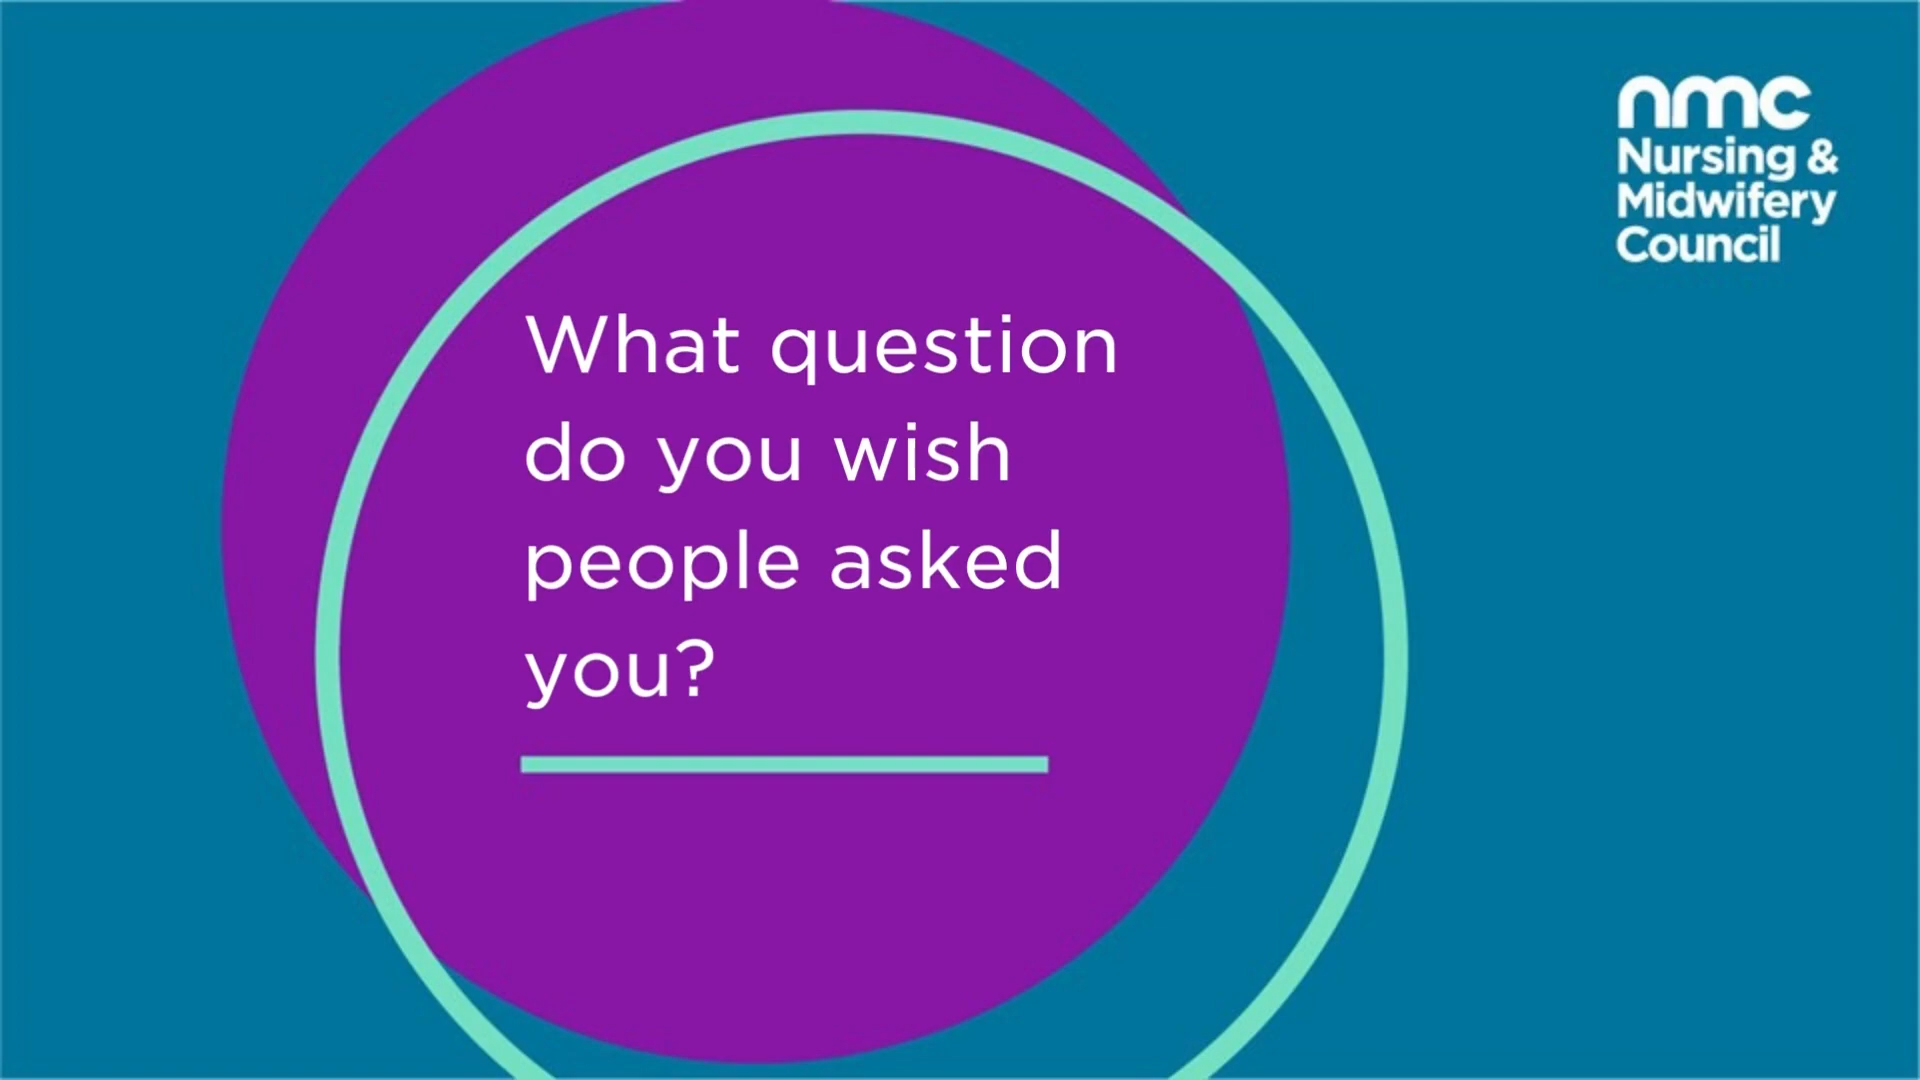 What question
do you wish
people asked
you?
nmc
Nursing &
Midwifery
Council